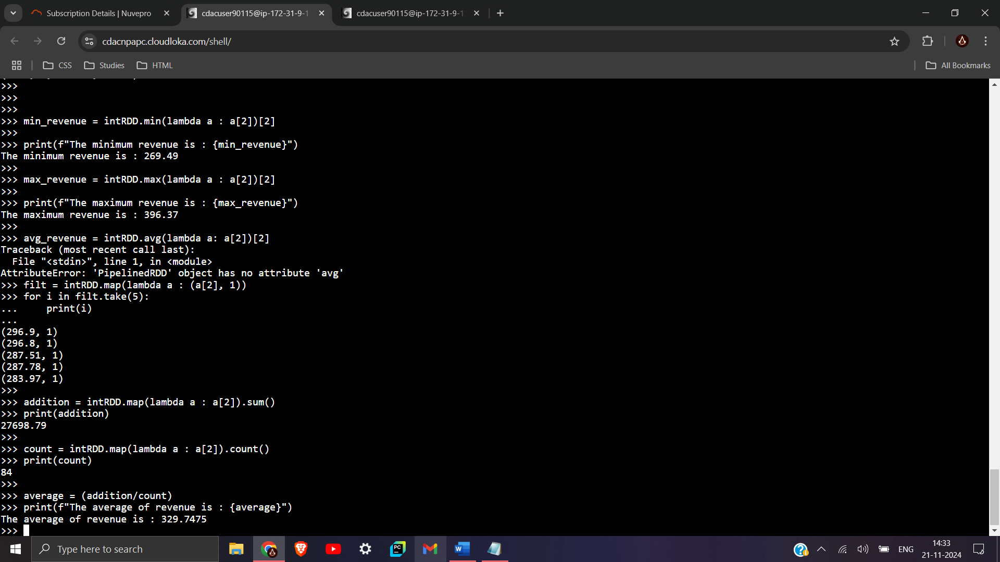 Subscription Details | Nuvepro
cdacuser90115@ip-172-31-9-1
cdacuser90115@ip-172-31-9-1
cdacnpapc.cloudloka.com/shell/
CSS
Studies
HTML
All Bookmarks
>>>
>>>
>>>
>>> min_revenue = intRDD.min(lambda a : a[2])[2]
>>>
>>> print(f"The minimum revenue is : {min_revenue}")
The minimum revenue is : 269.49
>>>
>>> max_revenue = intRDD.max(lambda a : a[2])[2]
>>>
>>> print(f"The maximum revenue is : {max_revenue}")
The maximum revenue is : 396.37
>>>
>>> avg_revenue = intRDD.avg(lambda a: a[2])[2]
Traceback (most recent call last):
  File "<stdin>", line 1, in <module>
AttributeError: 'PipelinedRDD' object has no attribute 'avg'
>>> filt = intRDD.map(lambda a : (a[2], 1))
>>> for i in filt.take(5):
...     print(i)
...
(296.9, 1)
(296.8, 1)
(287.51, 1)
(287.78, 1)
(283.97, 1)
>>>
>>> addition = intRDD.map(lambda a : a[2]).sum()
>>> print(addition)
27698.79
>>>
>>> count = intRDD.map(lambda a : a[2]).count()
>>> print(count)
84
>>>
>>> average = (addition/count)
>>> print(f"The average of revenue is : {average}")
The average of revenue is : 329.7475
>>>
Type here to search
ENG
14:33
21-11-2024